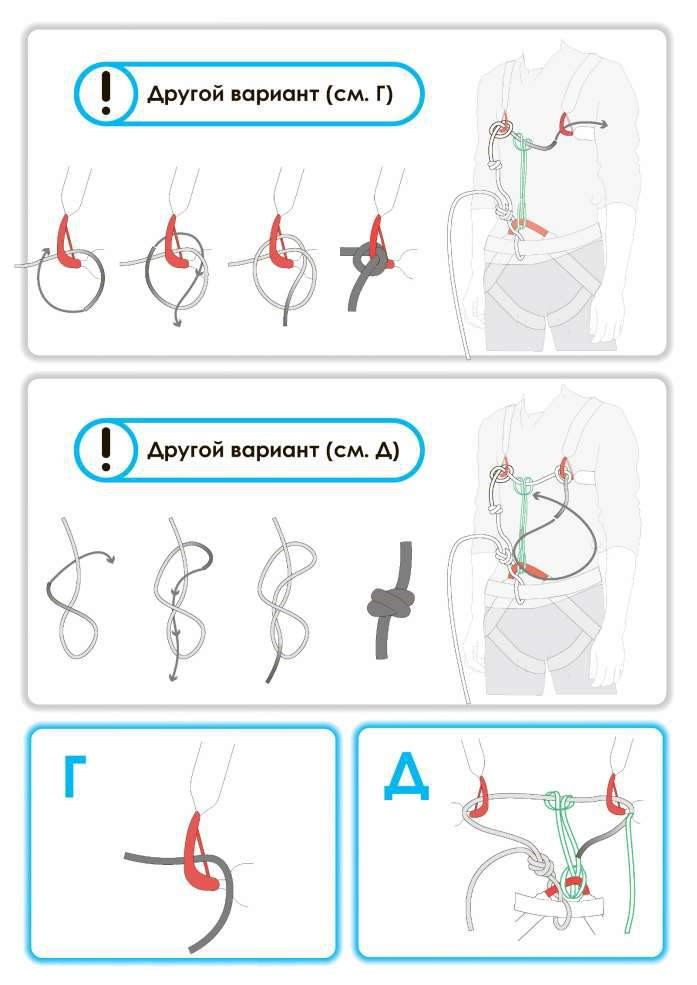 ! Другой вариант (см. Г)
! Другой вариант (см. Д)
Г
Д